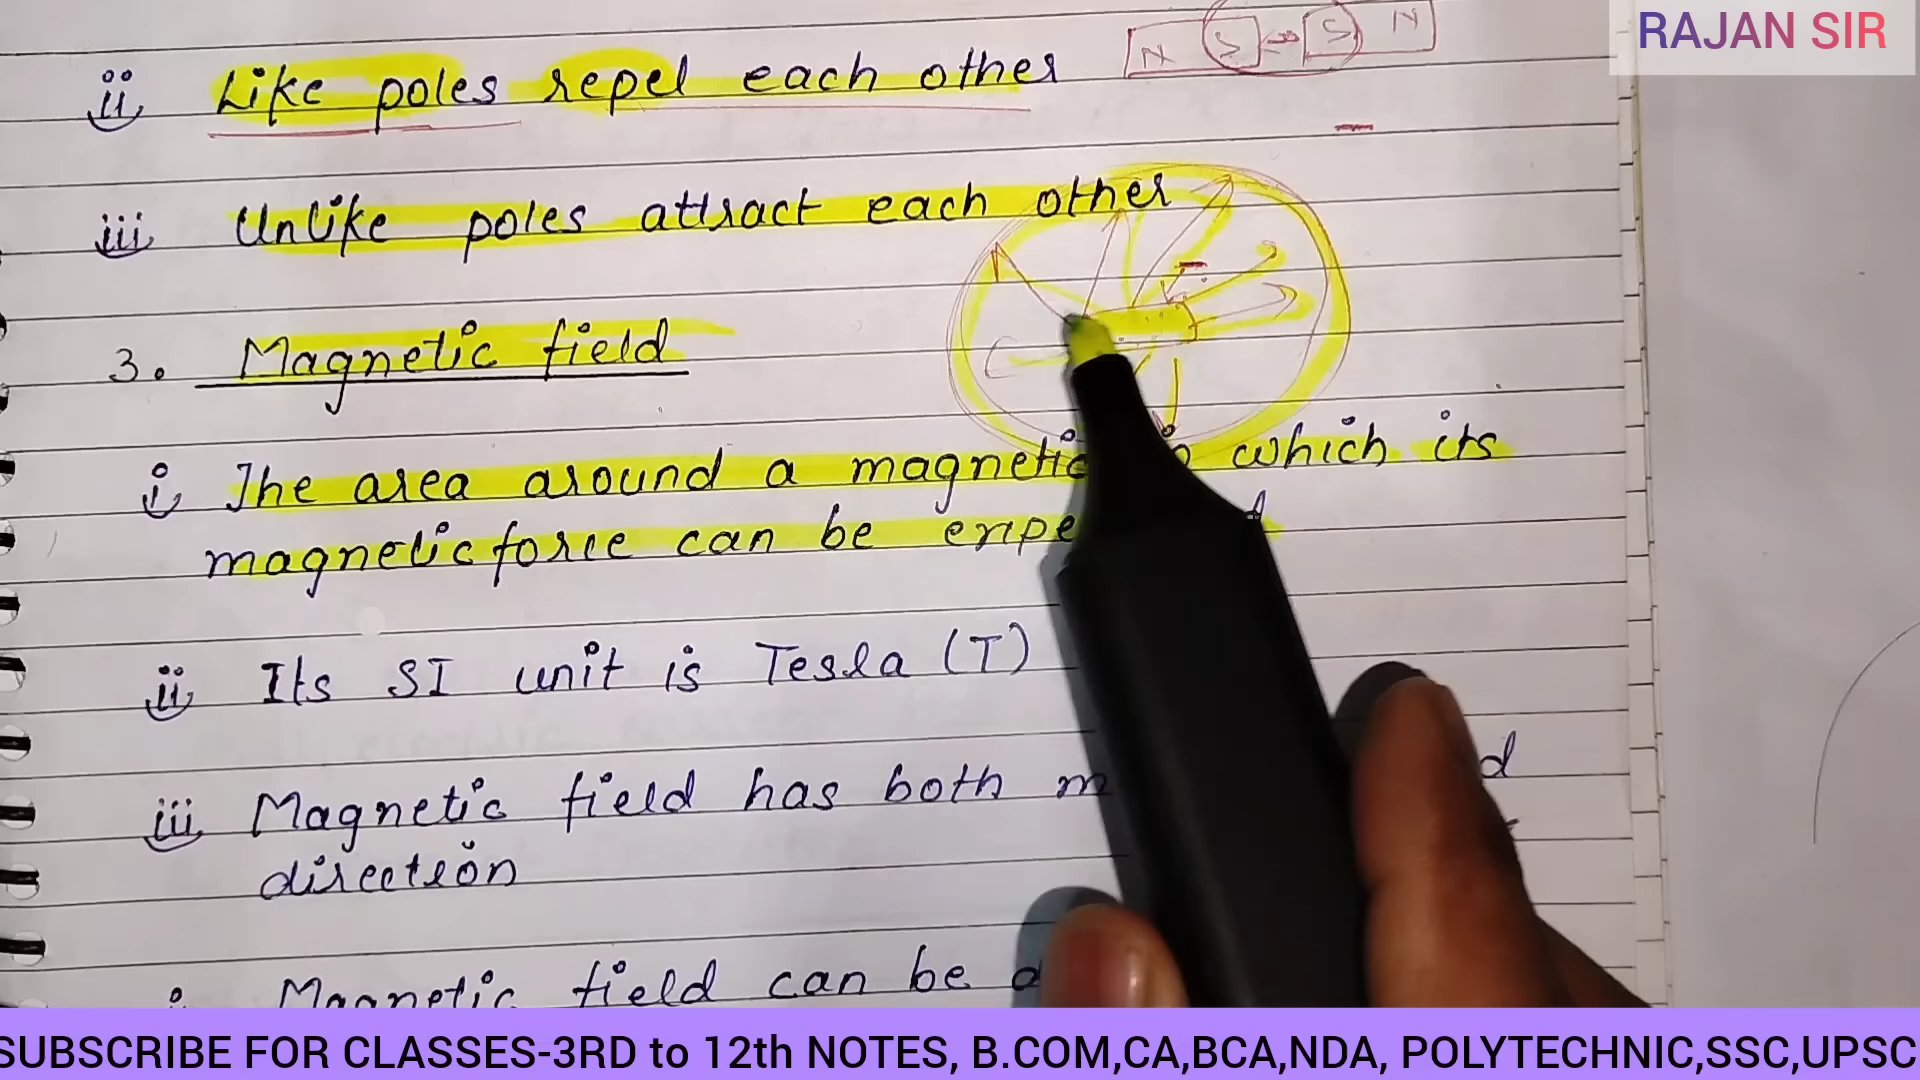 RAJAN SIR
N S S N
ii Like poles repel each other
iii Unlike poles attract each other
3. Magnetic field
i The area around a magnetic which its
magnetic force can be
ii Its SI unit is Tesla (T)
iii Magnetic field has both
direction
Magnetic field can be
SUBSCRIBE FOR CLASSES-3RD to 12th NOTES, B.COM,CA,BCA,NDA, POLYTECHNIC,SSC,UPSC